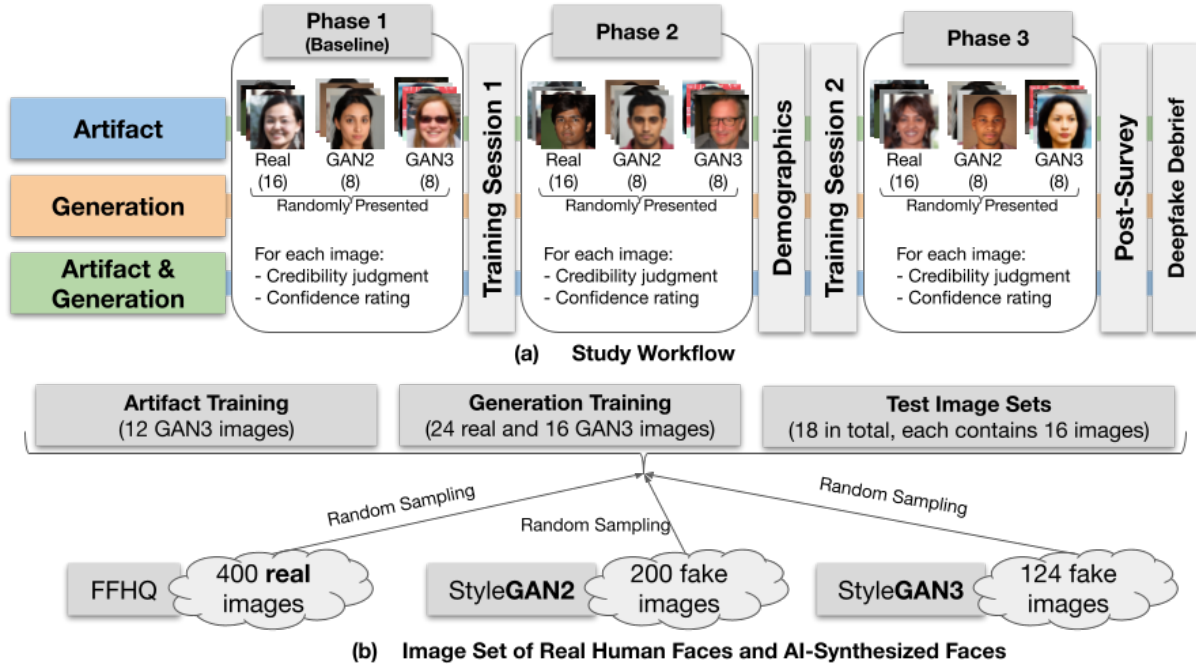 Phase 1
(Baseline)
Real
(16)
GAN2
(8)
GAN3
(8)
Randomly Presented
For each image:
- Credibility judgment
- Confidence rating
Training Session 1
Phase 2
Real
(16)
GAN2
(8)
GAN3
(8)
Randomly Presented
For each image:
- Credibility judgment
- Confidence rating
Demographics
Training Session 2
Phase 3
Real
(16)
GAN2
(8)
GAN3
(8)
Randomly Presented
For each image:
- Credibility judgment
- Confidence rating
Post-Survey
Deepfake Debrief
Artifact
Generation
Artifact &
Generation
(a) Study Workflow
Artifact Training
(12 GAN3 images)
Generation Training
(24 real and 16 GAN3 images)
Test Image Sets
(18 in total, each contains 16 images)
Random Sampling
Random Sampling
Random Sampling
FFHQ
400 real
images
StyleGAN2
200 fake
images
StyleGAN3
124 fake
images
(b) Image Set of Real Human Faces and AI-Synthesized Faces